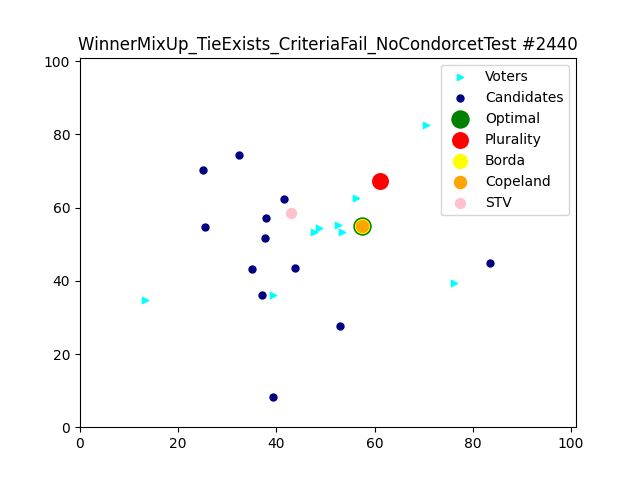 WinnerMixUp_TieExists_CriteriaFail_NoCondorcetTest #2440
100
80
60
40
20
0
0 20 40 60 80 100
Voters
Candidates
Optimal
Plurality
Borda
Copeland
STV